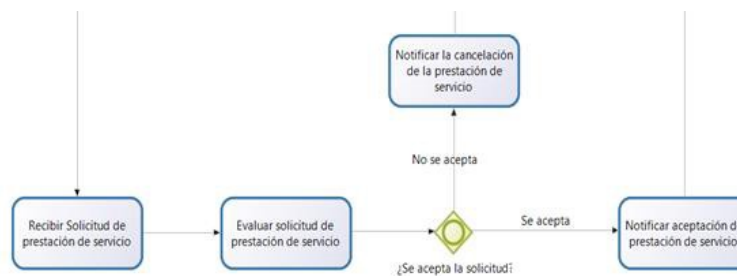 Notificar la cancelación
de la prestación de
servicio
No se acepta
Recibir Solicitud de
prestación de servicio
Evaluar solicitud de
prestación de servicio
Se acepta
¿Se acepta la solicitud?
Notificar aceptación d
prestación de servicio